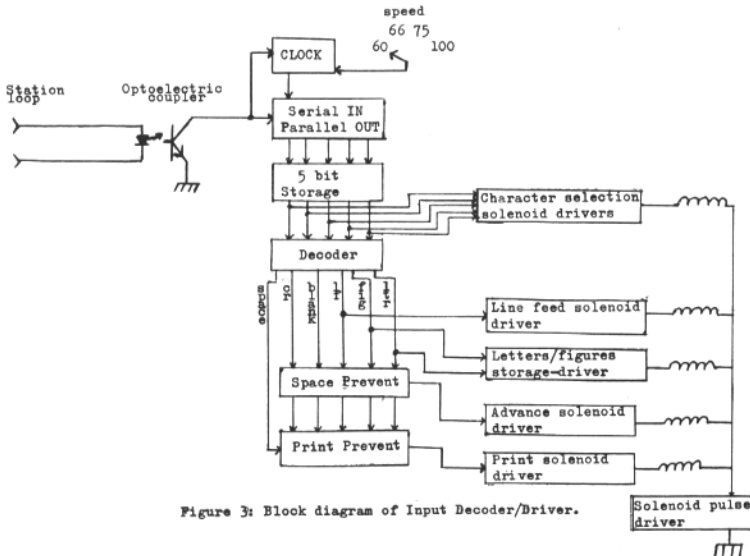 speed
66 75
60 100
CLOCK
Station
loop
Optoelectric
coupler
Serial IN
Parallel OUT
5 bit
Storage
Character selection
solenoid drivers
Decoder
Line feed solenoid
driver
Letters/figures
storage-driver
Space Prevent
Advance solenoid
driver
Print Prevent
Print solenoid
driver
Solenoid pulse
driver
Figure 3: Block diagram of Input Decoder/Driver.